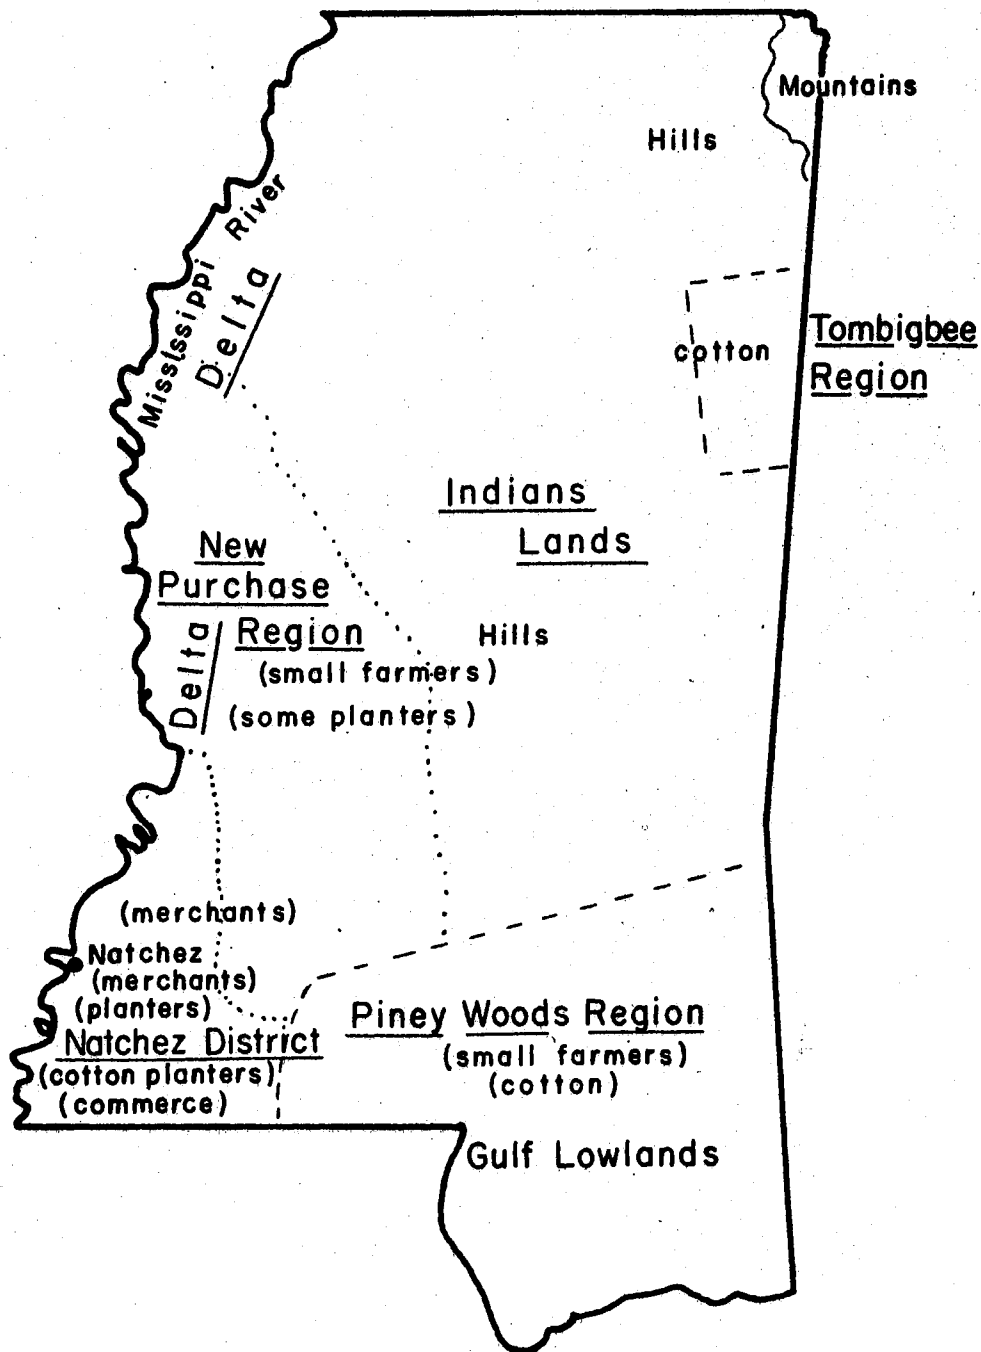 Mountains
Hills
Mississippi River
Delta
cotton
Tombigbee
Region
Indians
Lands
New
Purchase
Region
Delta
Hills
(small farmers)
(some planters)
(merchants)
Natchez
(merchants)
(planters)
Natchez District
(cotton planters)
(commerce)
Piney Woods Region
(small farmers)
(cotton)
Gulf Lowlands